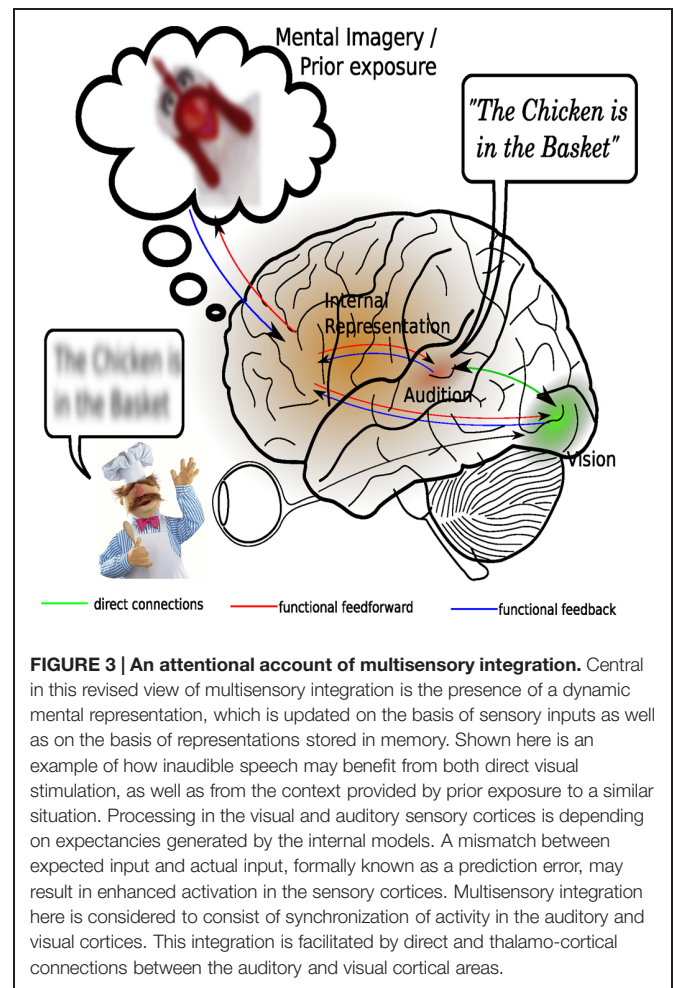 Mental Imagery /
Prior exposure
"The Chicken is
in the Basket"
Internal
Representation
Audition
The Chicken is
in the Basket
Vision
direct connections
functional feedforward
functional feedback
FIGURE 3 | An attentional account of multisensory integration. Central
in this revised view of multisensory integration is the presence of a dynamic
mental representation, which is updated on the basis of sensory inputs as well
as on the basis of representations stored in memory. Shown here is an
example of how inaudible speech may benefit from both direct visual
stimulation, as well as from the context provided by prior exposure to a similar
situation. Processing in the visual and auditory sensory cortices is depending
on expectancies generated by the internal models. A mismatch between
expected input and actual input, formally known as a prediction error, may
result in enhanced activation in the sensory cortices. Multisensory integration
here is considered to consist of synchronization of activity in the auditory and
visual cortices. This integration is facilitated by direct and thalamo-cortical
connections between the auditory and visual cortical areas.